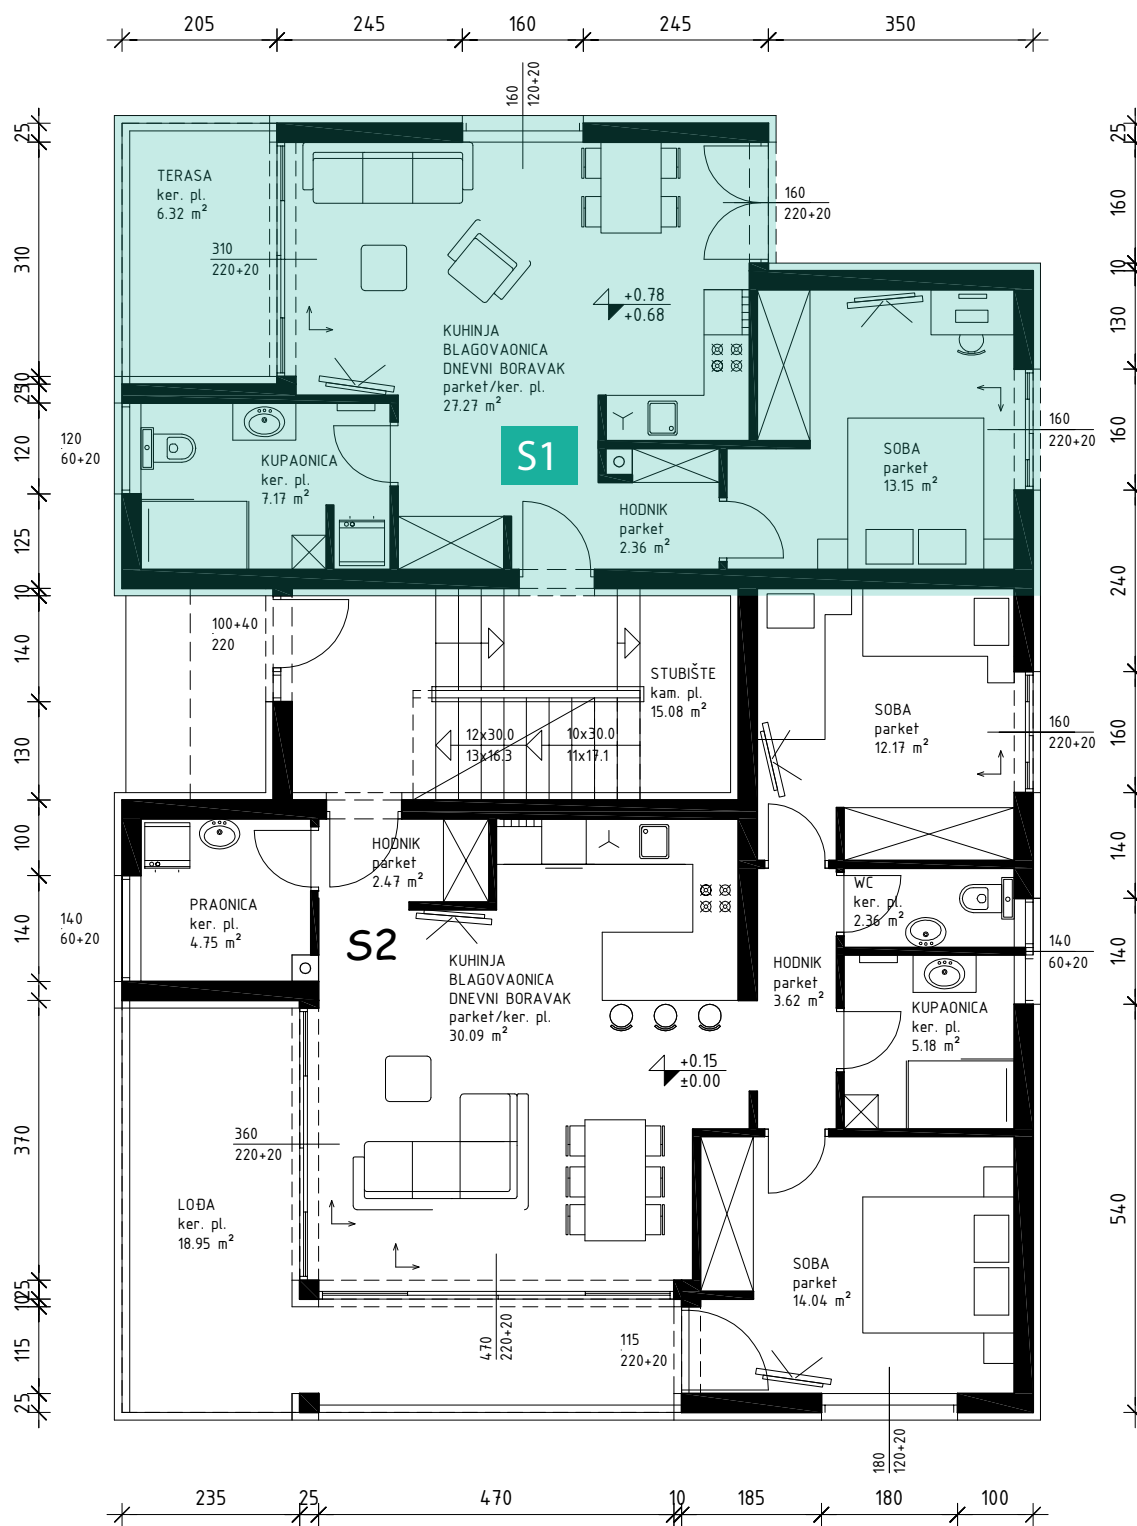 205 245 160 245 350
160
120+20
25
310
10
25
120
125
10
140
130
100
140
370
25
10
115
25
25
160
10
130
160
240
160
140
140
540
TERASA
ker. pl.
6.32 m²
310
220+20
160
220+20
+0.78
+0.68
KUHINJA
BLAGOVAONICA
DNEVNI BORAVAK
parket/ker. pl.
27.27 m²
S1
120
60+20
KUPAONICA
ker. pl.
7.17 m²
SOBA
parket
13.15 m²
160
220+20
HODNIK
parket
2.36 m²
100+40
220
STUBIŠTE
kam. pl.
15.08 m²
12x30.0
13x16.3
10x30.0
11x17.1
SOBA
parket
12.17 m²
160
220+20
HODNIK
parket
2.47 m²
PRAONICA
ker. pl.
4.75 m²
140
60+20
S2
WC
ker. pl.
2.36 m²
140
60+20
KUHINJA
BLAGOVAONICA
DNEVNI BORAVAK
parket/ker. pl.
30.09 m²
HODNIK
parket
3.62 m²
KUPAONICA
ker. pl.
5.18 m²
+0.15
±0.00
360
220+20
LOĐA
ker. pl.
18.95 m²
SOBA
parket
14.04 m²
470
220+20
115
220+20
180
120+20
235 25 470 10 185 180 100